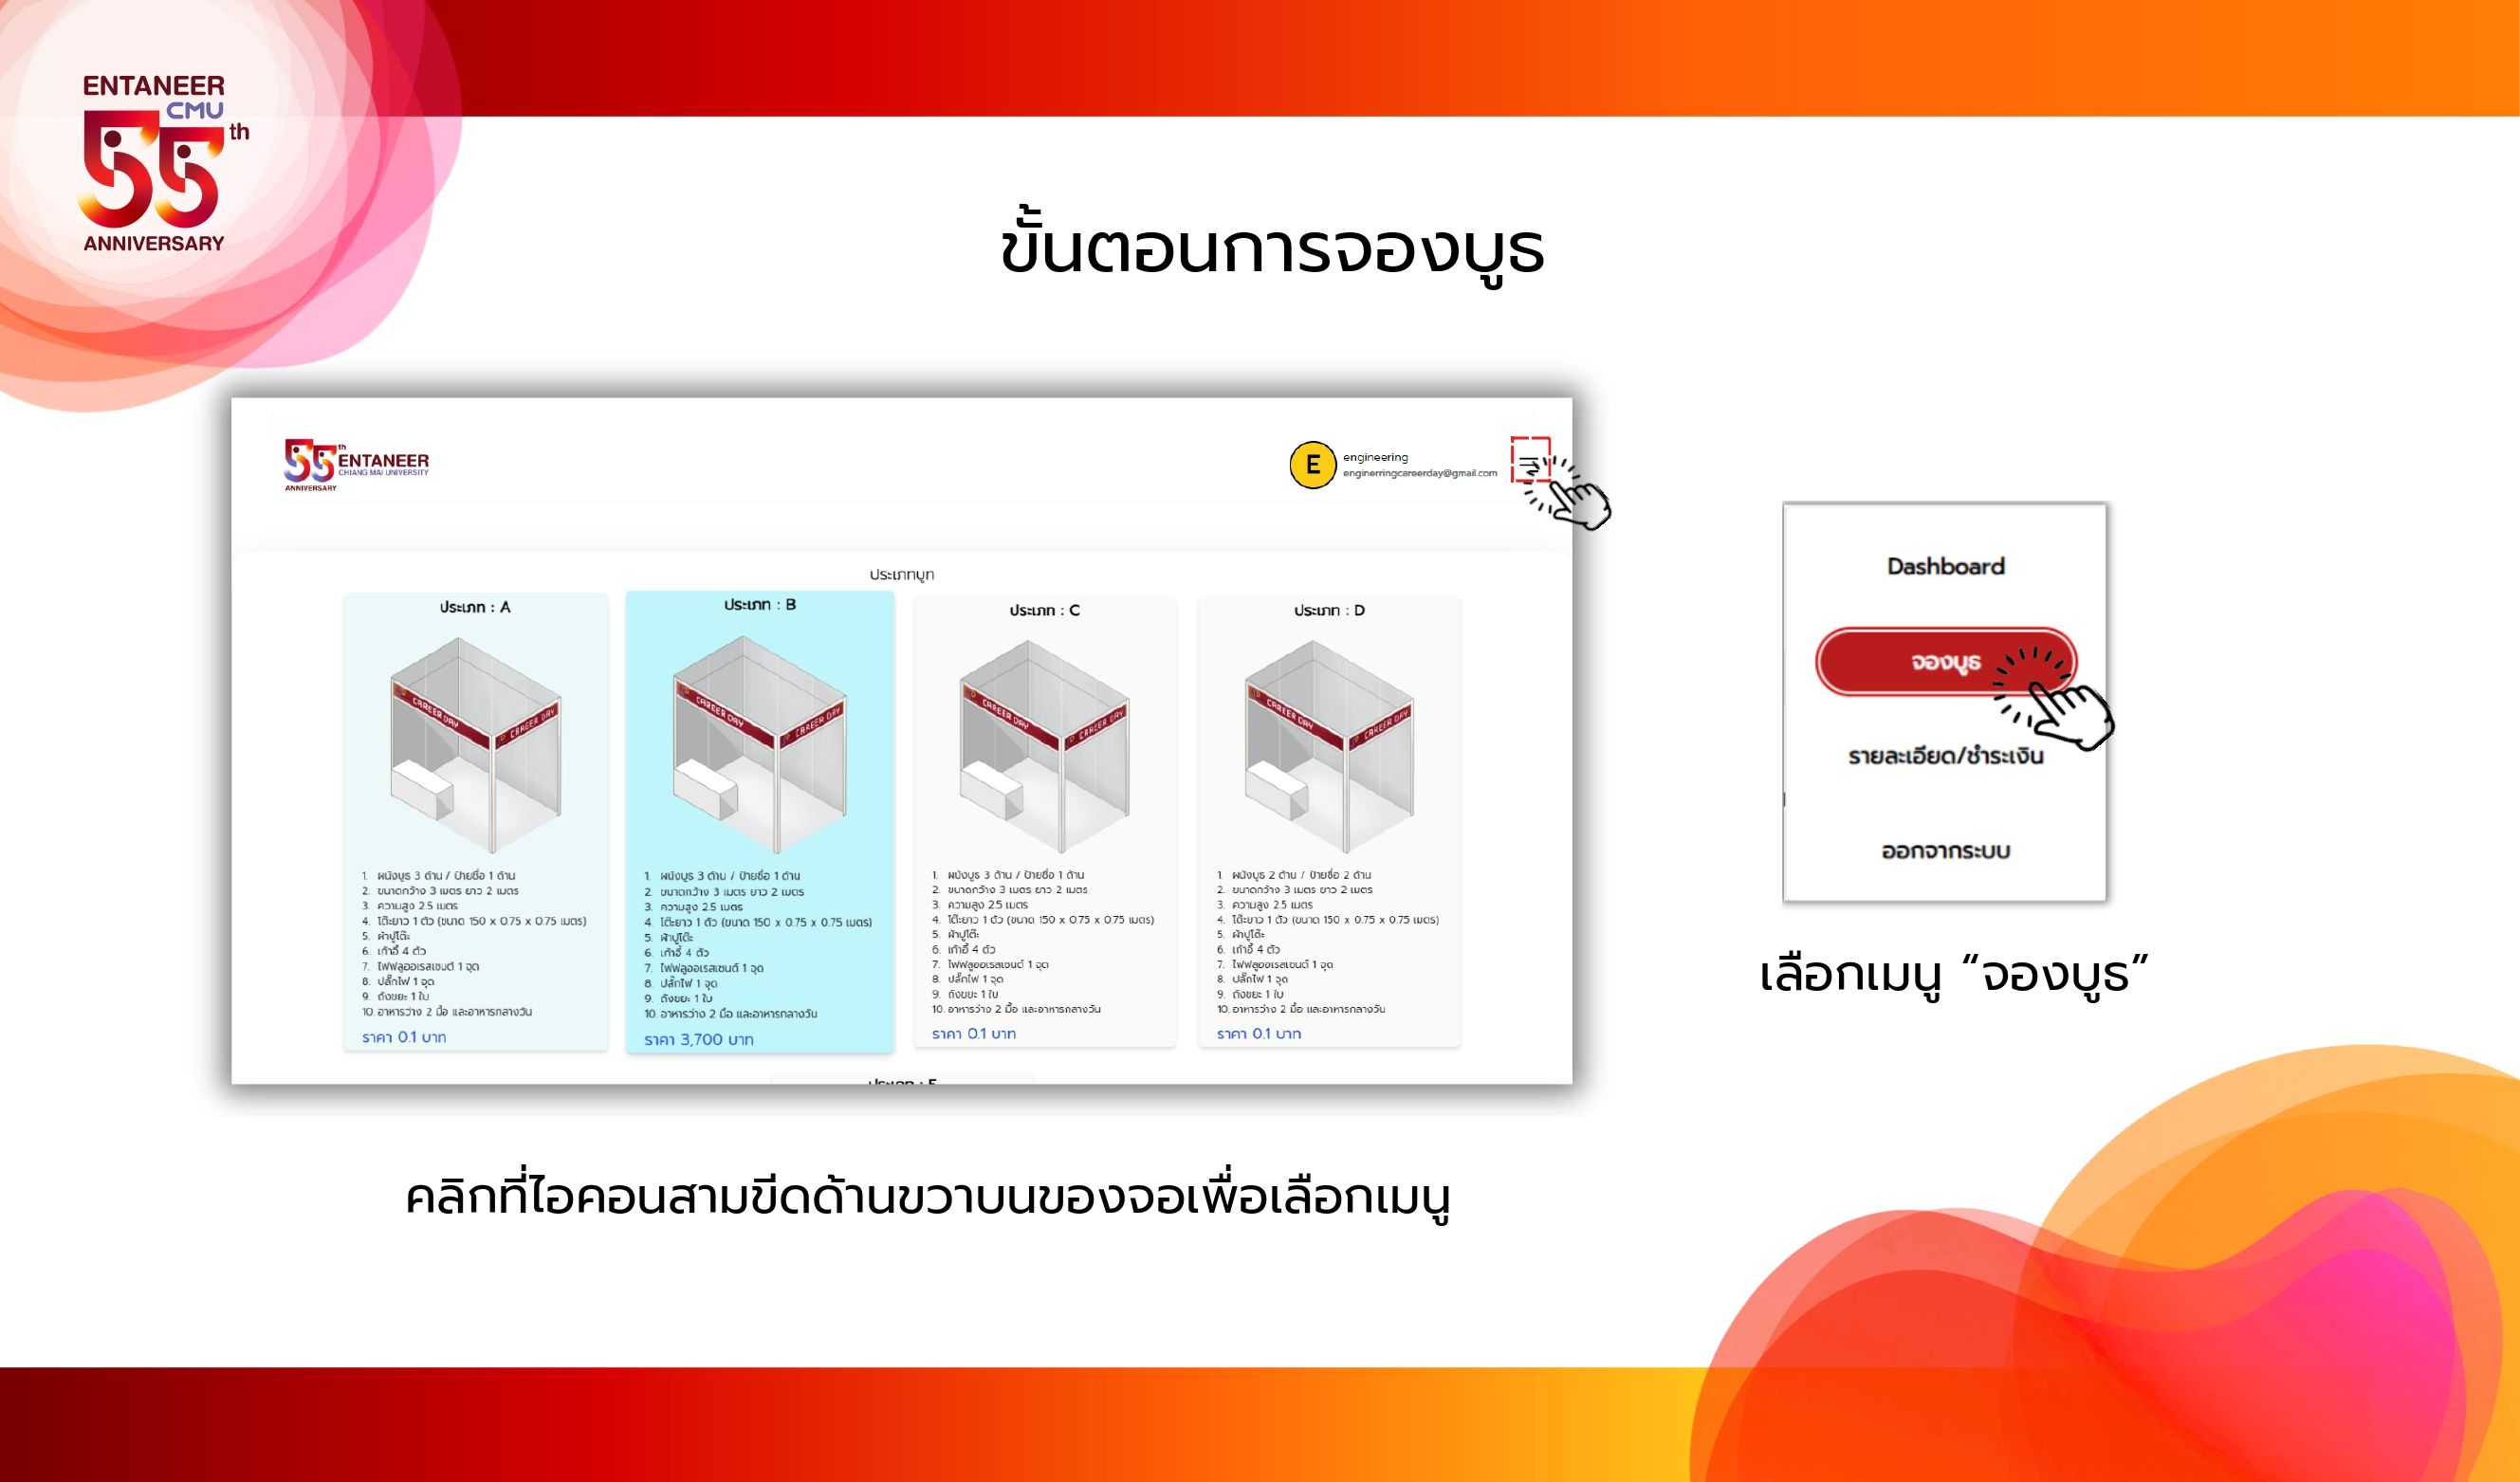 ENTANEER
CMU
55th
ANNIVERSARY
ขั้นตอนการจองบูธ
55th
ENTANEER
CHIANG MAI UNIVERSITY
ANNIVERSARY
E
engineering
enginerringcareerday@gmail.com
ประเภทบูท
ประเภท : A
CAREER DAY
CAREER DAY
1. ผนังบูธ 3 ด้าน / ป้ายชื่อ 1 ด้าน
2. ขนาดกว้าง 3 เมตร ยาว 2 เมตร
3. ความสูง 2.5 เมตร
4. โต๊ะยาว 1 ตัว (ขนาด 150 x 0.75 x 0.75 เมตร)
5. ผ้าปูโต๊ะ
6. เก้าอี้ 4 ตัว
7. ไฟฟลูออเรสเซนต์ 1 จุด
8. ปลั๊กไฟ 1 จุด
9. ถังขยะ 1 ใบ
10. อาหารว่าง 2 มื้อ และอาหารกลางวัน
ราคา 0.1 บาท
ประเภท : B
CAREER DAY
CAREER DAY
1. ผนังบูธ 3 ด้าน / ป้ายชื่อ 1 ด้าน
2. ขนาดกว้าง 3 เมตร ยาว 2 เมตร
3. ความสูง 2.5 เมตร
4. โต๊ะยาว 1 ตัว (ขนาด 150 x 0.75 x 0.75 เมตร)
5. ผ้าปูโต๊ะ
6. เก้าอี้ 4 ตัว
7. ไฟฟลูออเรสเซนต์ 1 จุด
8. ปลั๊กไฟ 1 จุด
9. ถังขยะ 1 ใบ
10. อาหารว่าง 2 มื้อ และอาหารกลางวัน
ราคา 3,700 บาท
ประเภท : C
CAREER DAY
CAREER DAY
1. ผนังบูธ 3 ด้าน / ป้ายชื่อ 1 ด้าน
2. ขนาดกว้าง 3 เมตร ยาว 2 เมตร
3. ความสูง 2.5 เมตร
4. โต๊ะยาว 1 ตัว (ขนาด 150 x 0.75 x 0.75 เมตร)
5. ผ้าปูโต๊ะ
6. เก้าอี้ 4 ตัว
7. ไฟฟลูออเรสเซนต์ 1 จุด
8. ปลั๊กไฟ 1 จุด
9. ถังขยะ 1 ใบ
10. อาหารว่าง 2 มื้อ และอาหารกลางวัน
ราคา 0.1 บาท
ประเภท : D
CAREER DAY
CAREER DAY
1. ผนังบูธ 2 ด้าน / ป้ายชื่อ 2 ด้าน
2. ขนาดกว้าง 3 เมตร ยาว 2 เมตร
3. ความสูง 2.5 เมตร
4. โต๊ะยาว 1 ตัว (ขนาด 150 x 0.75 x 0.75 เมตร)
5. ผ้าปูโต๊ะ
6. เก้าอี้ 4 ตัว
7. ไฟฟลูออเรสเซนต์ 1 จุด
8. ปลั๊กไฟ 1 จุด
9. ถังขยะ 1 ใบ
10. อาหารว่าง 2 มื้อ และอาหารกลางวัน
ราคา 0.1 บาท
Dashboard
จองบูธ
รายละเอียด/ชำระเงิน
ออกจากระบบ
เลือกเมนู “จองบูธ”
คลิกที่ไอคอนสามขีดด้านขวาบนของจอเพื่อเลือกเมนู